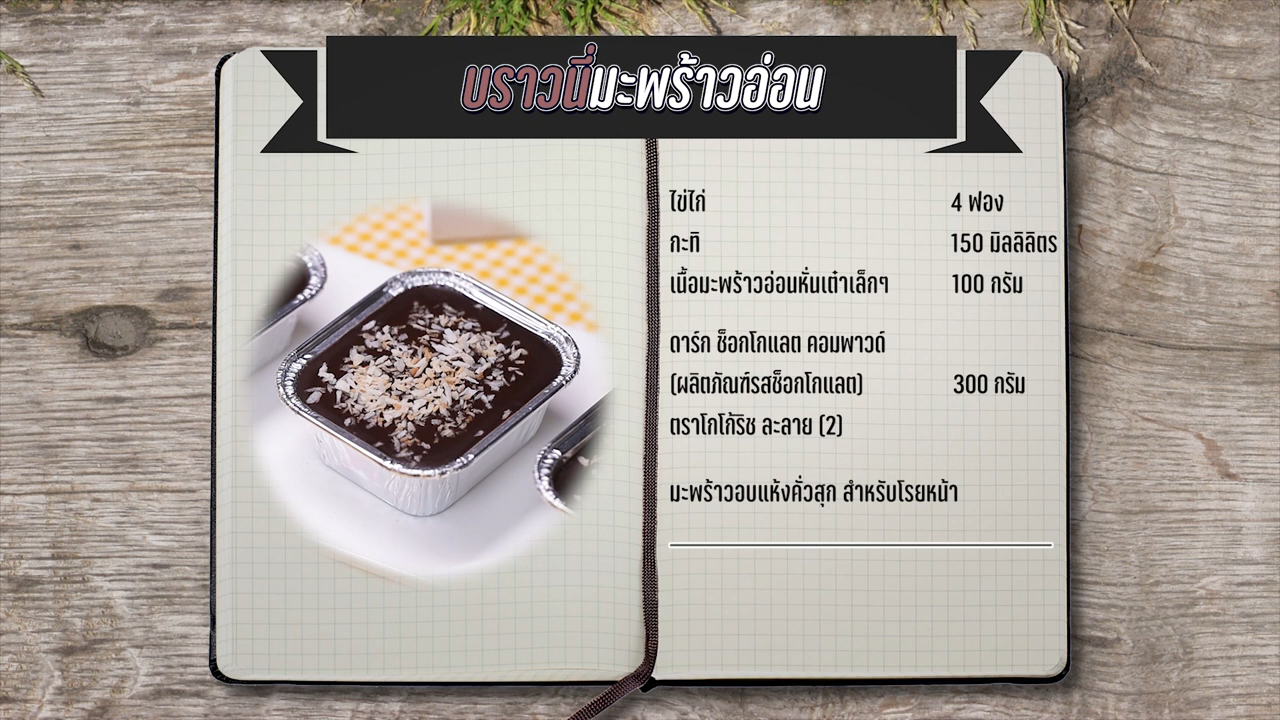 บราวนี่มะพร้าวอ่อน
ไข่ไก่ 4 ฟอง
กะทิ 150 มิลลิลิตร
เนื้อมะพร้าวอ่อนหั่นเต๋าเล็กๆ 100 กรัม
ดาร์ก ช็อกโกแลต คอมพาวด์
(ผลิตภัณฑ์รสช็อกโกแลต) 300 กรัม
ตราโกโก้ริช ละลาย (2)
มะพร้าวอบแห้งคั่วสุก สำหรับโรยหน้า